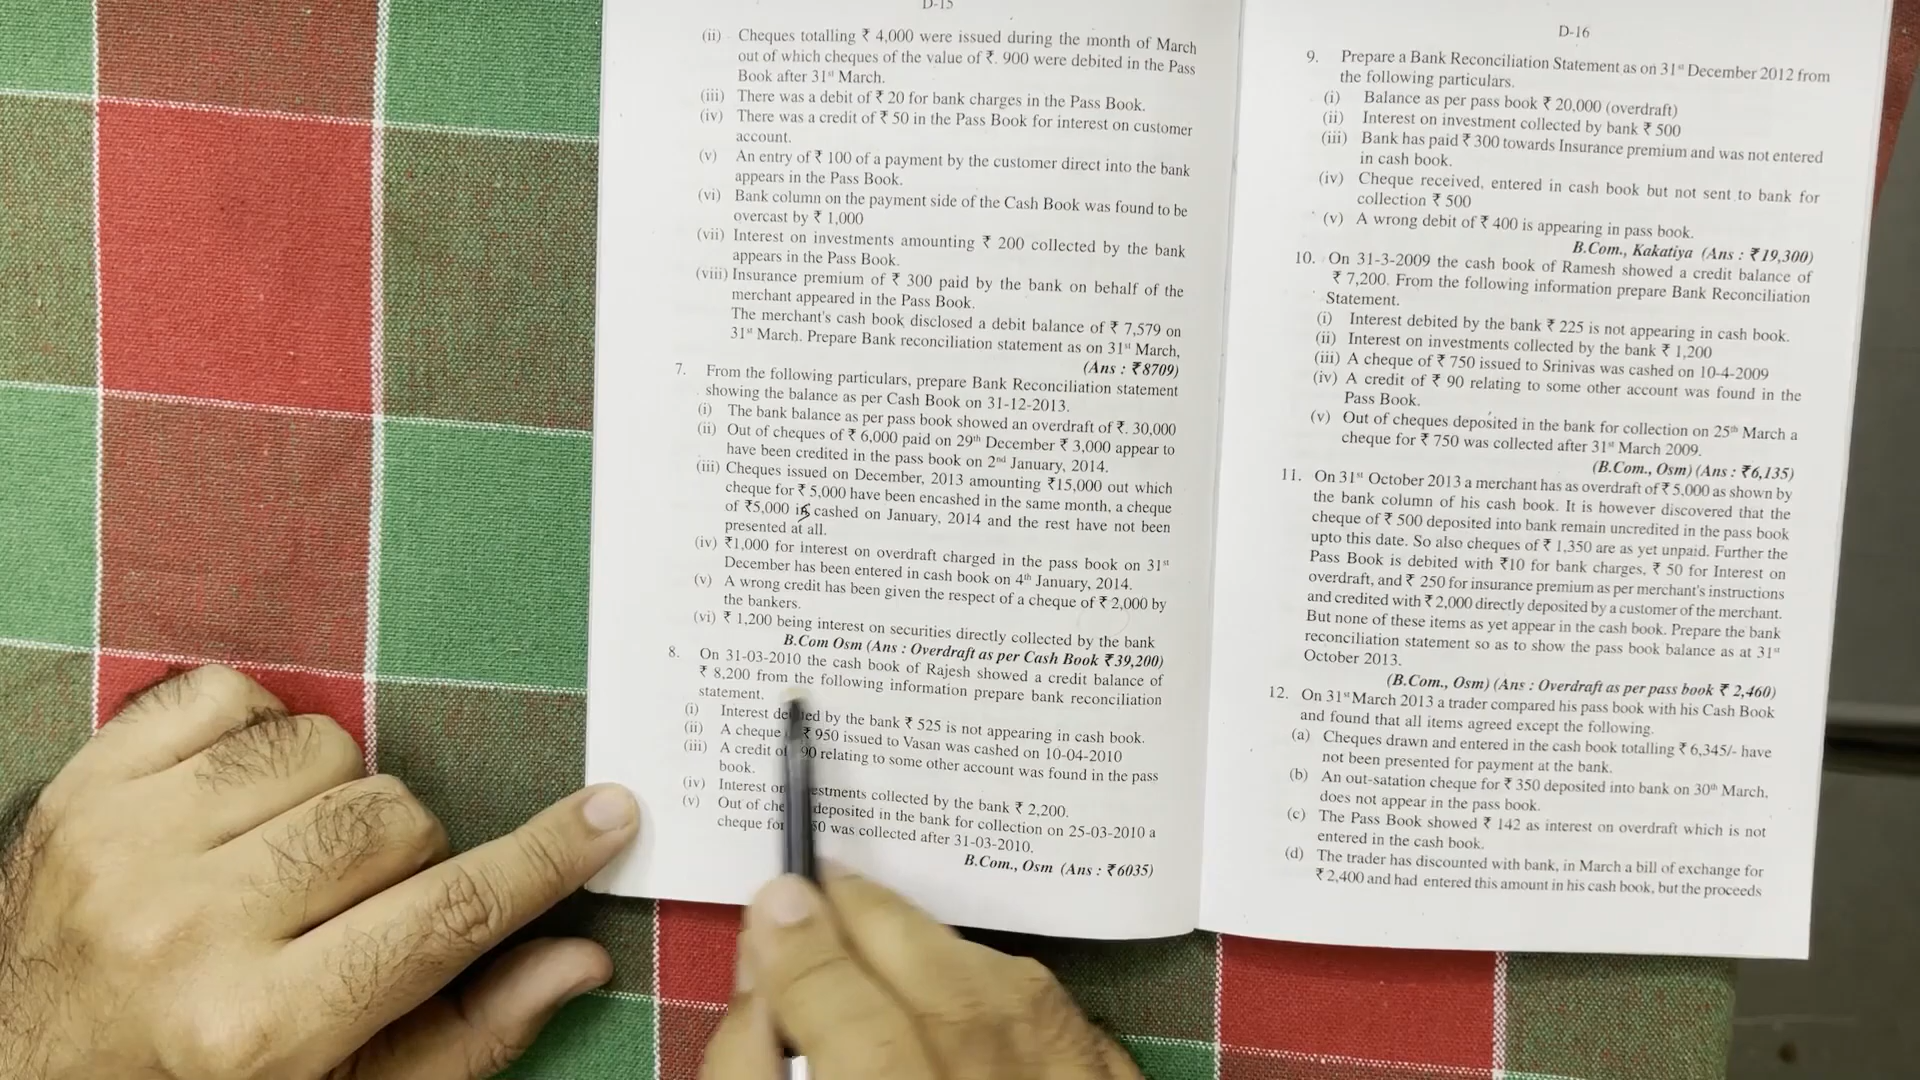 D-15
(ii) Cheques totalling ₹ 4,000 were issued during the month of March
out of which cheques of the value of ₹. 900 were debited in the Pass
Book after 31st March.
(iii) There was a debit of ₹ 20 for bank charges in the Pass Book.
(iv) There was a credit of ₹ 50 in the Pass Book for interest on customer
account.
(v) An entry of ₹ 100 of a payment by the customer direct into the bank
appears in the Pass Book.
(vi) Bank column on the payment side of the Cash Book was found to be
overcast by ₹ 1,000
(vii) Interest on investments amounting ₹ 200 collected by the bank
appears in the Pass Book.
(viii) Insurance premium of ₹ 300 paid by the bank on behalf of the
merchant appeared in the Pass Book.
The merchant's cash book disclosed a debit balance of ₹ 7,579 on
31st March. Prepare Bank reconciliation statement as on 31st March,
(Ans : ₹8709)
7. From the following particulars, prepare Bank Reconciliation statement
showing the balance as per Cash Book on 31-12-2013.
(i) The bank balance as per pass book showed an overdraft of ₹. 30,000
(ii) Out of cheques of ₹ 6,000 paid on 29th December ₹ 3,000 appear to
have been credited in the pass book on 2nd January, 2014.
(iii) Cheques issued on December, 2013 amounting ₹15,000 out which
cheque for ₹ 5,000 have been encashed in the same month, a cheque
of ₹5,000 is cashed on January, 2014 and the rest have not been
presented at all.
(iv) ₹1,000 for interest on overdraft charged in the pass book on 31st
December has been entered in cash book on 4th January, 2014.
(v) A wrong credit has been given the respect of a cheque of ₹ 2,000 by
the bankers.
(vi) ₹ 1,200 being interest on securities directly collected by the bank
B.Com Osm (Ans : Overdraft as per Cash Book ₹39,200)
8. On 31-03-2010 the cash book of Rajesh showed a credit balance of
₹ 8,200 from the following information prepare bank reconciliation
statement.
(i) Interest by the bank ₹ 525 is not appearing in cash book.
(ii) A cheque ₹ 950 issued to Vasan was cashed on 10-04-2010
(iii) A credit of 90 relating to some other account was found in the pass
book.
(iv) Interest collected by the bank ₹ 2,200.
(v) Out of deposited in the bank for collection on 25-03-2010 a
cheque was collected after 31-03-2010.
B.Com., Osm (Ans : ₹6035)
D-16
9. Prepare a Bank Reconciliation Statement as on 31st December 2012 from
the following particulars.
(i) Balance as per pass book ₹ 20,000 (overdraft)
(ii) Interest on investment collected by bank ₹ 500
(iii) Bank has paid ₹ 300 towards Insurance premium and was not entered
in cash book.
(iv) Cheque received, entered in cash book but not sent to bank for
collection ₹ 500
(v) A wrong debit of ₹ 400 is appearing in pass book.
B.Com., Kakatiya (Ans : ₹19,300)
10. On 31-3-2009 the cash book of Ramesh showed a credit balance of
₹ 7,200. From the following information prepare Bank Reconciliation
Statement.
(i) Interest debited by the bank ₹ 225 is not appearing in cash book.
(ii) Interest on investments collected by the bank ₹ 1,200
(iii) A cheque of ₹ 750 issued to Srinivas was cashed on 10-4-2009
(iv) A credit of ₹ 90 relating to some other account was found in the
Pass Book.
(v) Out of cheques deposited in the bank for collection on 25th March a
cheque for ₹ 750 was collected after 31st March 2009.
(B.Com., Osm) (Ans : ₹6,135)
11. On 31st October 2013 a merchant has as overdraft of ₹ 5,000 as shown by
the bank column of his cash book. It is however discovered that the
cheque of ₹ 500 deposited into bank remain uncredited in the pass book
upto this date. So also cheques of ₹ 1,350 are as yet unpaid. Further the
Pass Book is debited with ₹10 for bank charges, ₹ 50 for Interest on
overdraft, and ₹ 250 for insurance premium as per merchant's instructions
and credited with ₹ 2,000 directly deposited by a customer of the merchant.
But none of these items as yet appear in the cash book. Prepare the bank
reconciliation statement so as to show the pass book balance as at 31st
October 2013.
(B.Com., Osm) (Ans : Overdraft as per pass book ₹ 2,460)
12. On 31st March 2013 a trader compared his pass book with his Cash Book
and found that all items agreed except the following.
(a) Cheques drawn and entered in the cash book totalling ₹ 6,345/- have
not been presented for payment at the bank.
(b) An out-satation cheque for ₹ 350 deposited into bank on 30th March,
does not appear in the pass book.
(c) The Pass Book showed ₹ 142 as interest on overdraft which is not
entered in the cash book.
(d) The trader has discounted with bank, in March a bill of exchange for
₹ 2,400 and had entered this amount in his cash book, but the proceeds